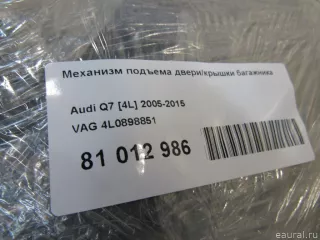 Механизм подъема двери/крышки багажника
Audi Q7 [4L] 2005-2015
VAG 4L0898851
81 012 986
eaural.ru